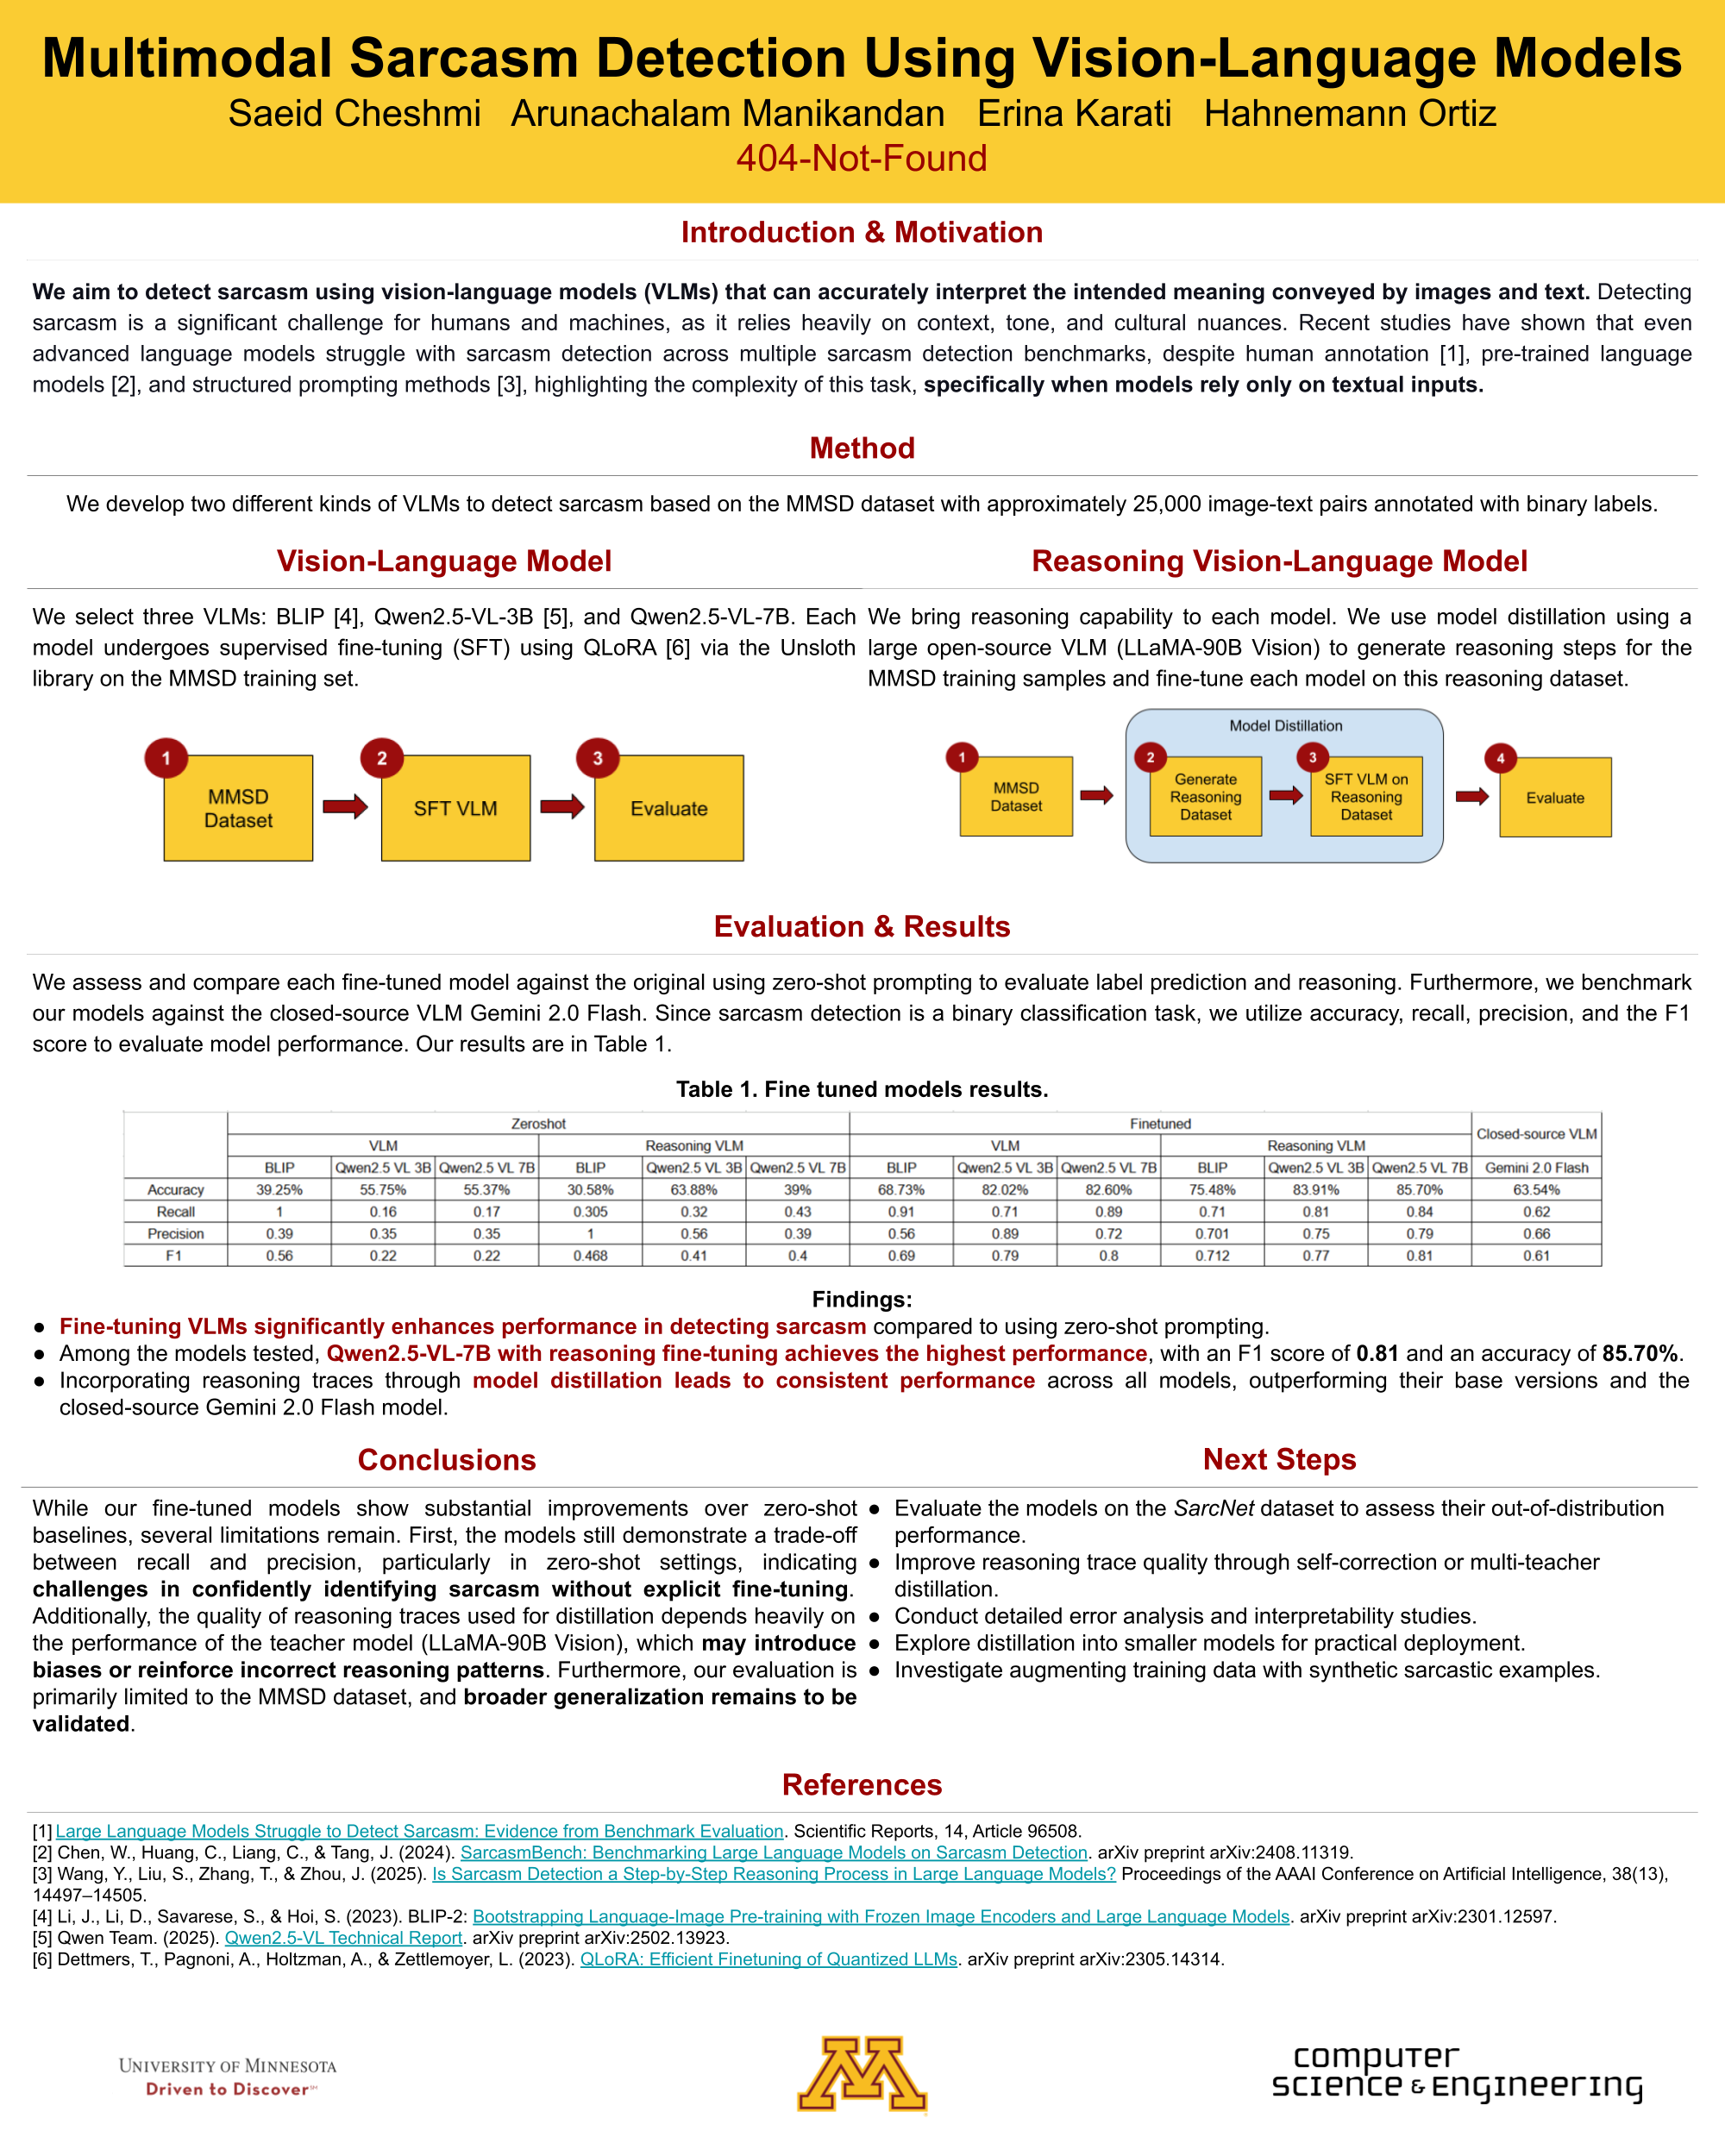 Multimodal Sarcasm Detection Using Vision-Language Models
Saeid Cheshmi Arunachalam Manikandan Erina Karati Hahnemann Ortiz
404-Not-Found
Introduction & Motivation
We aim to detect sarcasm using vision-language models (VLMs) that can accurately interpret the intended meaning conveyed by images and text. Detecting
sarcasm is a significant challenge for humans and machines, as it relies heavily on context, tone, and cultural nuances. Recent studies have shown that even
advanced language models struggle with sarcasm detection across multiple sarcasm detection benchmarks, despite human annotation [1], pre-trained language
models [2], and structured prompting methods [3], highlighting the complexity of this task, specifically when models rely only on textual inputs.
Method
We develop two different kinds of VLMs to detect sarcasm based on the MMSD dataset with approximately 25,000 image-text pairs annotated with binary labels.
Vision-Language Model
We select three VLMs: BLIP [4], Qwen2.5-VL-3B [5], and Qwen2.5-VL-7B. Each
model undergoes supervised fine-tuning (SFT) using QLoRA [6] via the Unsloth
library on the MMSD training set.
1
MMSD
Dataset
2
SFT VLM
3
Evaluate
Reasoning Vision-Language Model
We bring reasoning capability to each model. We use model distillation using a
large open-source VLM (LLaMA-90B Vision) to generate reasoning steps for the
MMSD training samples and fine-tune each model on this reasoning dataset.
Model Distillation
1
MMSD
Dataset
2
Generate
Reasoning
Dataset
3
SFT VLM on
Reasoning
Dataset
4
Evaluate
Evaluation & Results
We assess and compare each fine-tuned model against the original using zero-shot prompting to evaluate label prediction and reasoning. Furthermore, we benchmark
our models against the closed-source VLM Gemini 2.0 Flash. Since sarcasm detection is a binary classification task, we utilize accuracy, recall, precision, and the F1
score to evaluate model performance. Our results are in Table 1.
Table 1. Fine tuned models results.
Zeroshot Finetuned Closed-source VLM
VLM Reasoning VLM VLM Reasoning VLM
BLIP Qwen2.5 VL 3B Qwen2.5 VL 7B BLIP Qwen2.5 VL 3B Qwen2.5 VL 7B BLIP Qwen2.5 VL 3B Qwen2.5 VL 7B BLIP Qwen2.5 VL 3B Qwen2.5 VL 7B Gemini 2.0 Flash
Accuracy 39.25% 55.75% 55.37% 30.58% 63.88% 39% 68.73% 82.02% 82.60% 75.48% 83.91% 85.70% 63.54%
Recall 1 0.16 0.17 0.305 0.32 0.43 0.91 0.71 0.89 0.71 0.81 0.84 0.62
Precision 0.39 0.35 0.35 1 0.56 0.39 0.56 0.89 0.72 0.701 0.75 0.79 0.66
F1 0.56 0.22 0.22 0.468 0.41 0.4 0.69 0.79 0.8 0.712 0.77 0.81 0.61
Findings:
● Fine-tuning VLMs significantly enhances performance in detecting sarcasm compared to using zero-shot prompting.
● Among the models tested, Qwen2.5-VL-7B with reasoning fine-tuning achieves the highest performance, with an F1 score of 0.81 and an accuracy of 85.70%.
● Incorporating reasoning traces through model distillation leads to consistent performance across all models, outperforming their base versions and the
closed-source Gemini 2.0 Flash model.
Conclusions
While our fine-tuned models show substantial improvements over zero-shot
baselines, several limitations remain. First, the models still demonstrate a trade-off
between recall and precision, particularly in zero-shot settings, indicating
challenges in confidently identifying sarcasm without explicit fine-tuning.
Additionally, the quality of reasoning traces used for distillation depends heavily on
the performance of the teacher model (LLaMA-90B Vision), which may introduce
biases or reinforce incorrect reasoning patterns. Furthermore, our evaluation is
primarily limited to the MMSD dataset, and broader generalization remains to be
validated.
Next Steps
● Evaluate the models on the SarcNet dataset to assess their out-of-distribution
performance.
● Improve reasoning trace quality through self-correction or multi-teacher
distillation.
● Conduct detailed error analysis and interpretability studies.
● Explore distillation into smaller models for practical deployment.
● Investigate augmenting training data with synthetic sarcastic examples.
References
[1] Large Language Models Struggle to Detect Sarcasm: Evidence from Benchmark Evaluation. Scientific Reports, 14, Article 96508.
[2] Chen, W., Huang, C., Liang, C., & Tang, J. (2024). SarcasmBench: Benchmarking Large Language Models on Sarcasm Detection. arXiv preprint arXiv:2408.11319.
[3] Wang, Y., Liu, S., Zhang, T., & Zhou, J. (2025). Is Sarcasm Detection a Step-by-Step Reasoning Process in Large Language Models? Proceedings of the AAAI Conference on Artificial Intelligence, 38(13),
14497–14505.
[4] Li, J., Li, D., Savarese, S., & Hoi, S. (2023). BLIP-2: Bootstrapping Language-Image Pre-training with Frozen Image Encoders and Large Language Models. arXiv preprint arXiv:2301.12597.
[5] Qwen Team. (2025). Qwen2.5-VL Technical Report. arXiv preprint arXiv:2502.13923.
[6] Dettmers, T., Pagnoni, A., Holtzman, A., & Zettlemoyer, L. (2023). QLoRA: Efficient Finetuning of Quantized LLMs. arXiv preprint arXiv:2305.14314.
UNIVERSITY OF MINNESOTA
Driven to Discover℠
M
computer
science & engineering